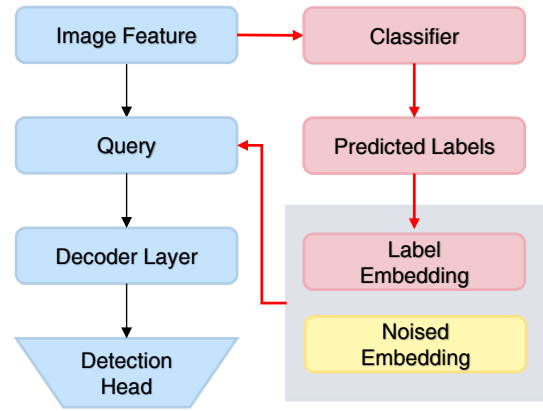 Image Feature
Classifier
Query
Predicted Labels
Decoder Layer
Label
Embedding
Noised
Embedding
Detection
Head